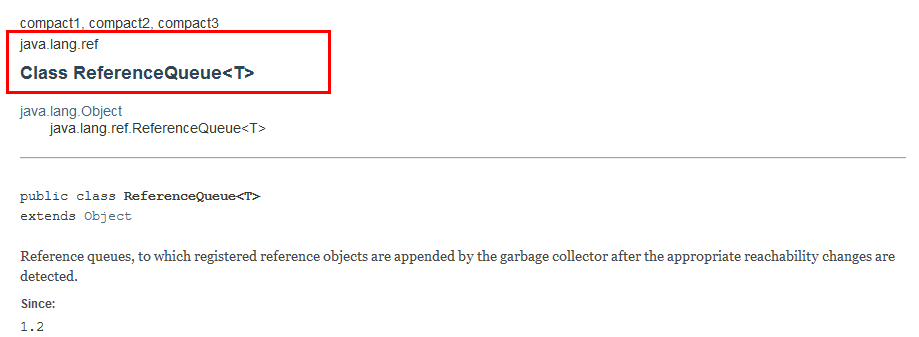 compact1, compact2, compact3
java.lang.ref
Class ReferenceQueue<T>
java.lang.Object
java.lang.ref.ReferenceQueue<T>
public class ReferenceQueue<T>
extends Object
Reference queues, to which registered reference objects are appended by the garbage collector after the appropriate reachability changes are
detected.
Since:
1.2